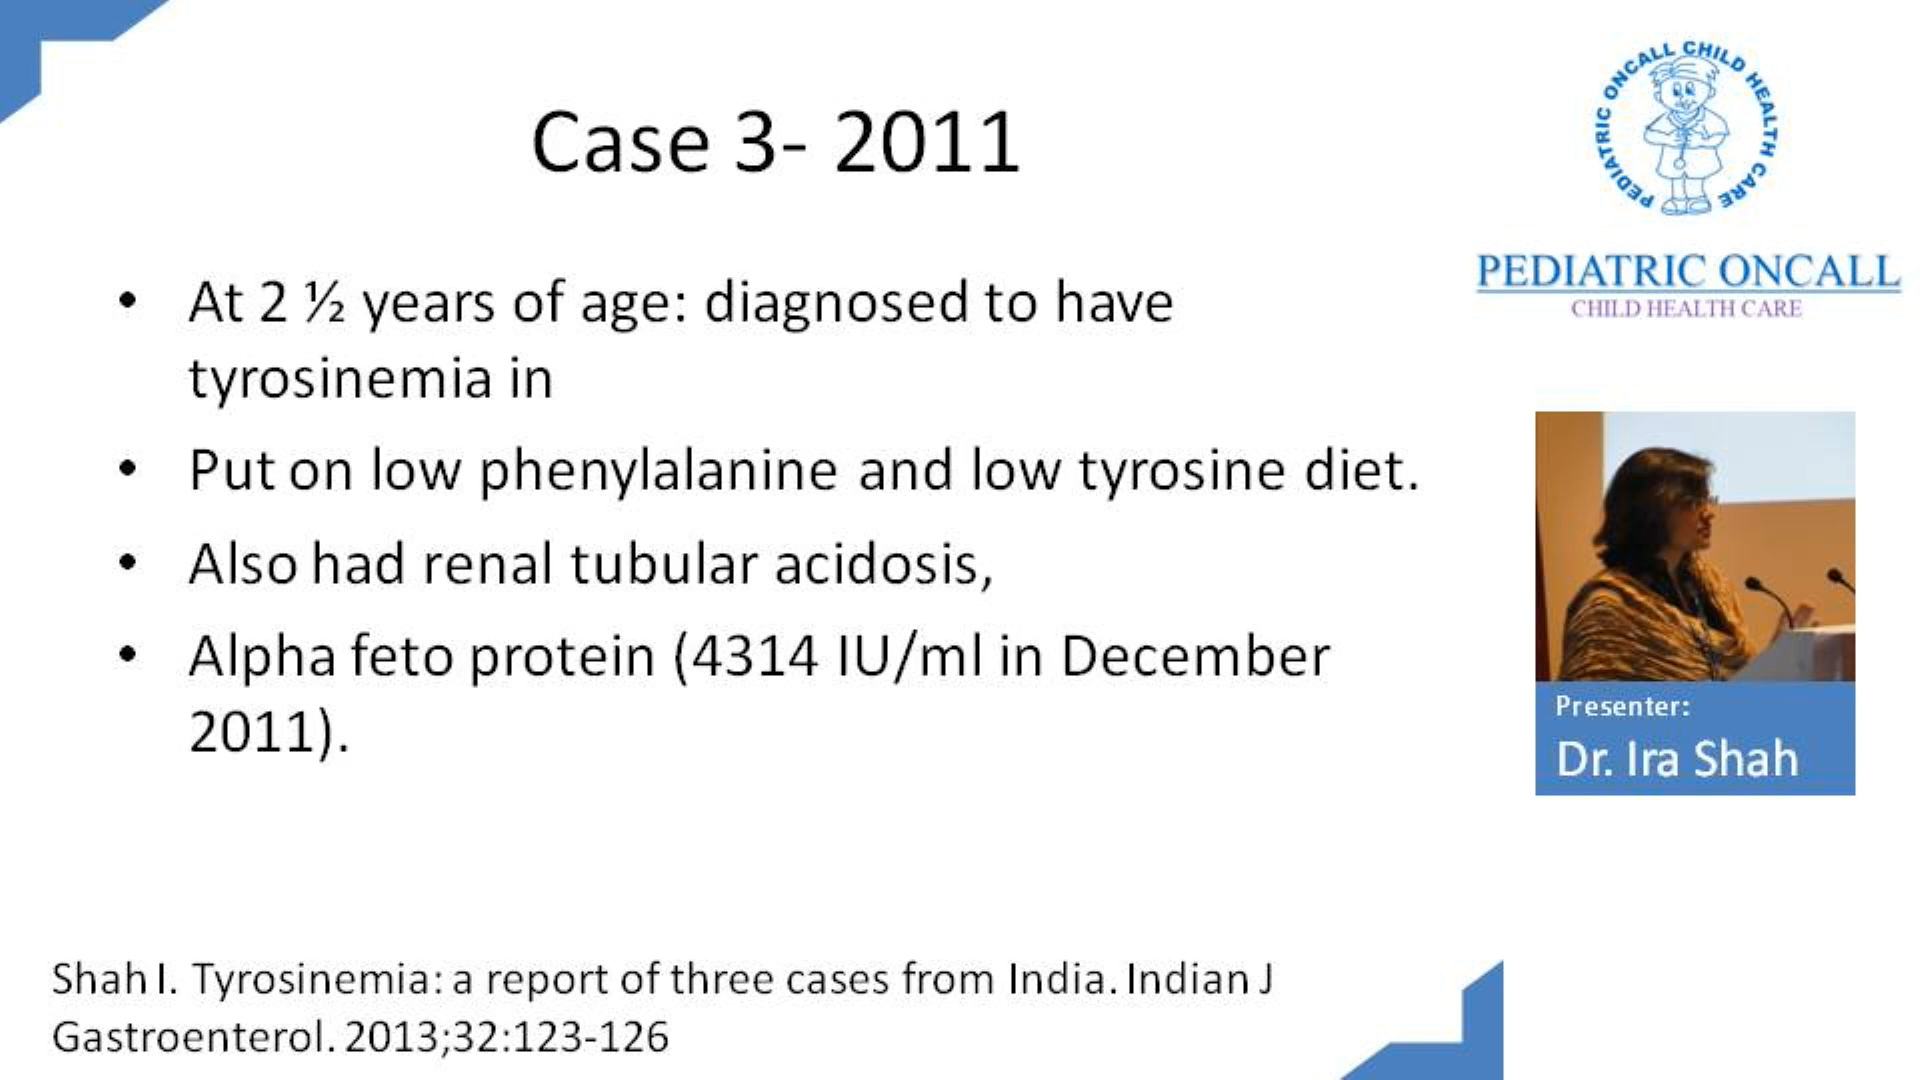 Case 3- 2011
• At 2 ½ years of age: diagnosed to have
tyrosinemia in
• Put on low phenylalanine and low tyrosine diet.
• Also had renal tubular acidosis,
• Alpha feto protein (4314 IU/ml in December
2011).
Shah I. Tyrosinemia: a report of three cases from India. Indian J
Gastroenterol. 2013;32:123-126
PEDIATRIC ONCALL CHILD HEALTH CARE
PEDIATRIC ONCALL
CHILD HEALTH CARE
Presenter:
Dr. Ira Shah